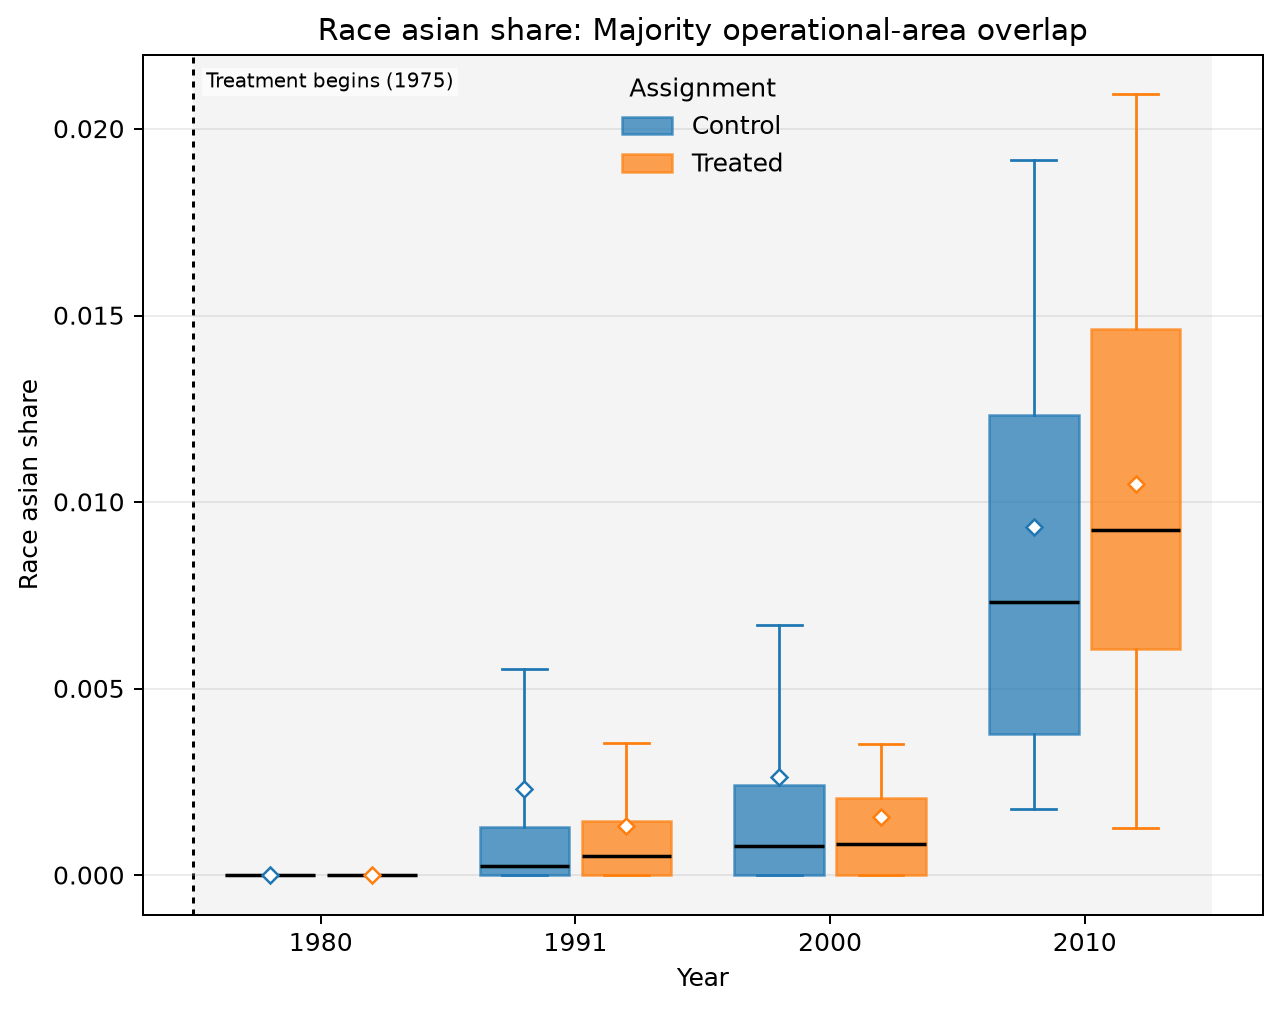 Race asian share: Majority operational-area overlap
Treatment begins (1975)
Assignment
Control
Treated
0.020
0.015
0.010
0.005
0.000
Race asian share
1980
1991
2000
2010
Year